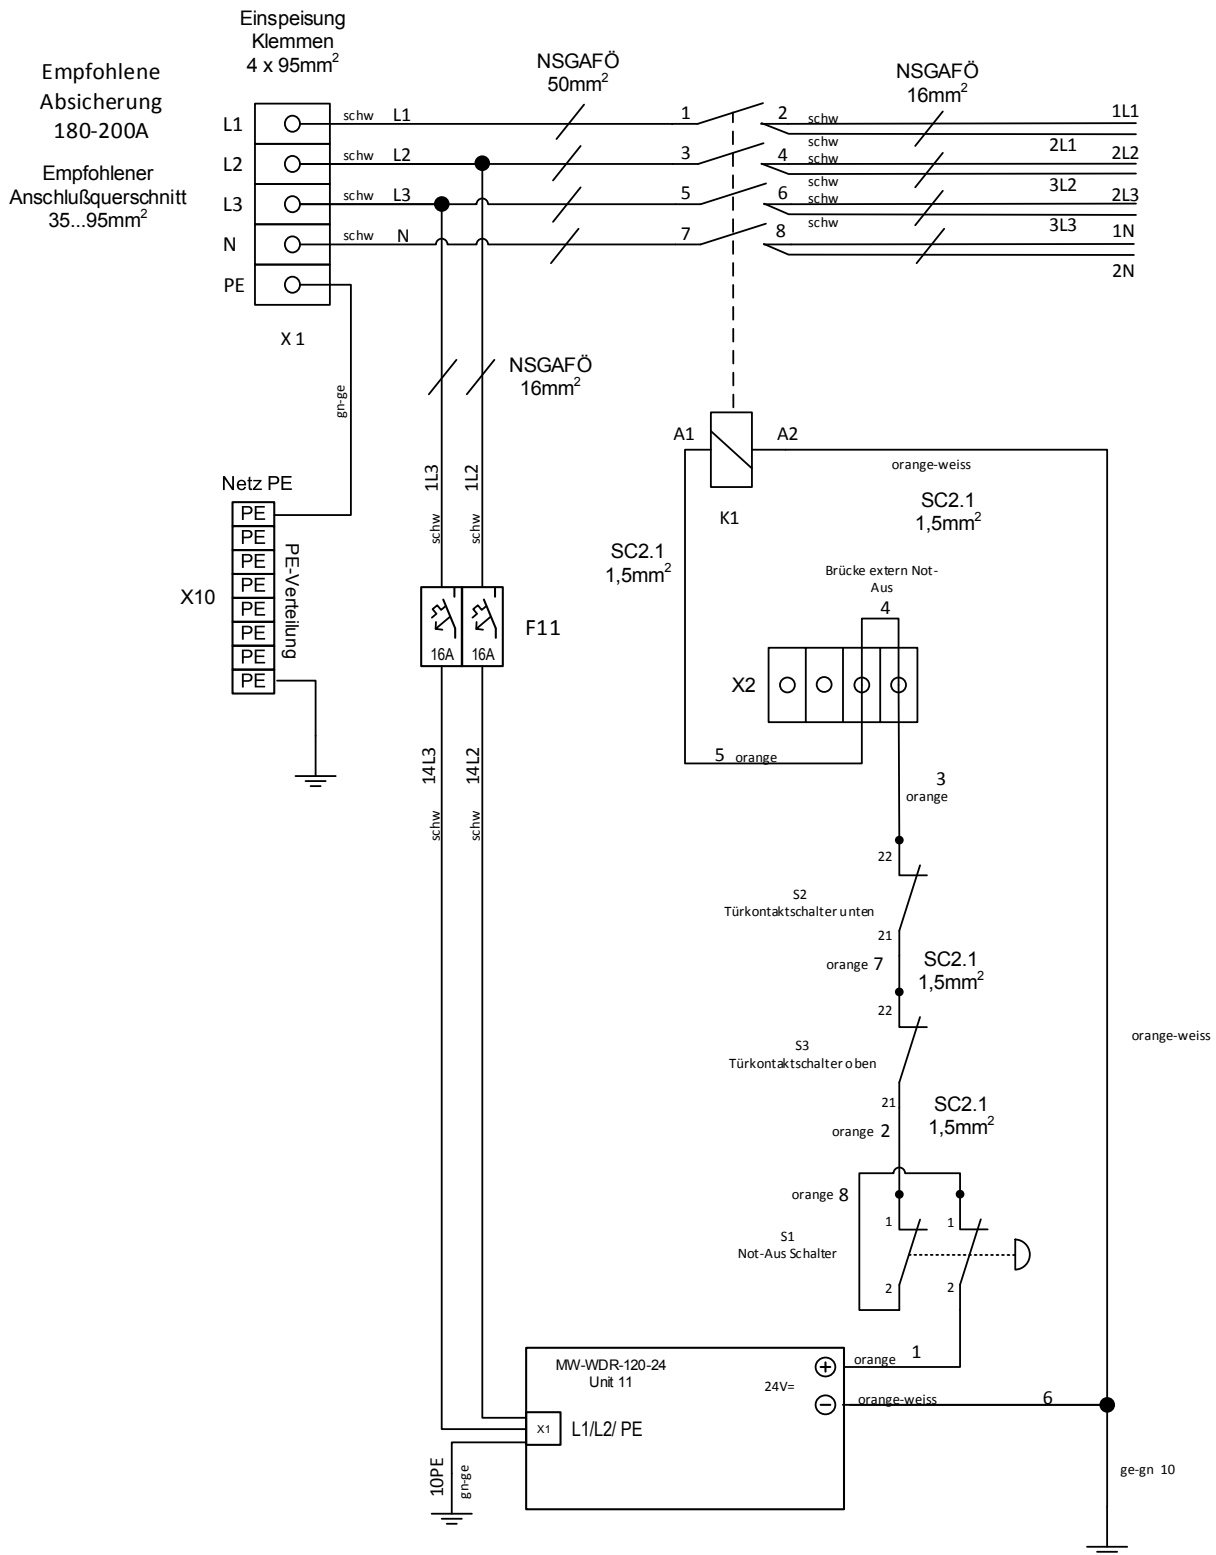 Einspeisung
Klemmen
4 x 95mm²
Empfohlene
Absicherung
180-200A
Empfohlener
Anschlußquerschnitt
35...95mm²
NSGAFÖ
50mm²
NSGAFÖ
16mm²
L1 schw L1 1 2 schw 1L1
schw 2L1
L2 schw L2 3 4 schw 2L2
schw 3L2
L3 schw L3 5 6 schw 2L3
schw 3L3
N schw N 7 8 1N
2N
PE
X 1
NSGAFÖ
16mm²
gn-ge
A1 A2
orange-weiss
K1
SC2.1
1,5mm²
SC2.1
1,5mm²
Netz PE
PE
PE
PE
PE
PE
PE
PE
PE
X10
PE-Verteilung
1L3
schw
1L2
schw
16A
16A
F11
Brücke extern Not-
Aus
4
X2
5 orange
3
orange
14L3
schw
14L2
schw
22
S2
Türkontaktschalter unten
21
orange 7
SC2.1
1,5mm²
22
S3
Türkontaktschalter oben
orange-weiss
21
orange 2
SC2.1
1,5mm²
orange 8
1
1
S1
Not-Aus Schalter
2
2
MW-WDR-120-24
Unit 11
24V=
+
orange 1
−
orange-weiss 6
X1
L1/L2/ PE
10PE
gn-ge
ge-gn 10